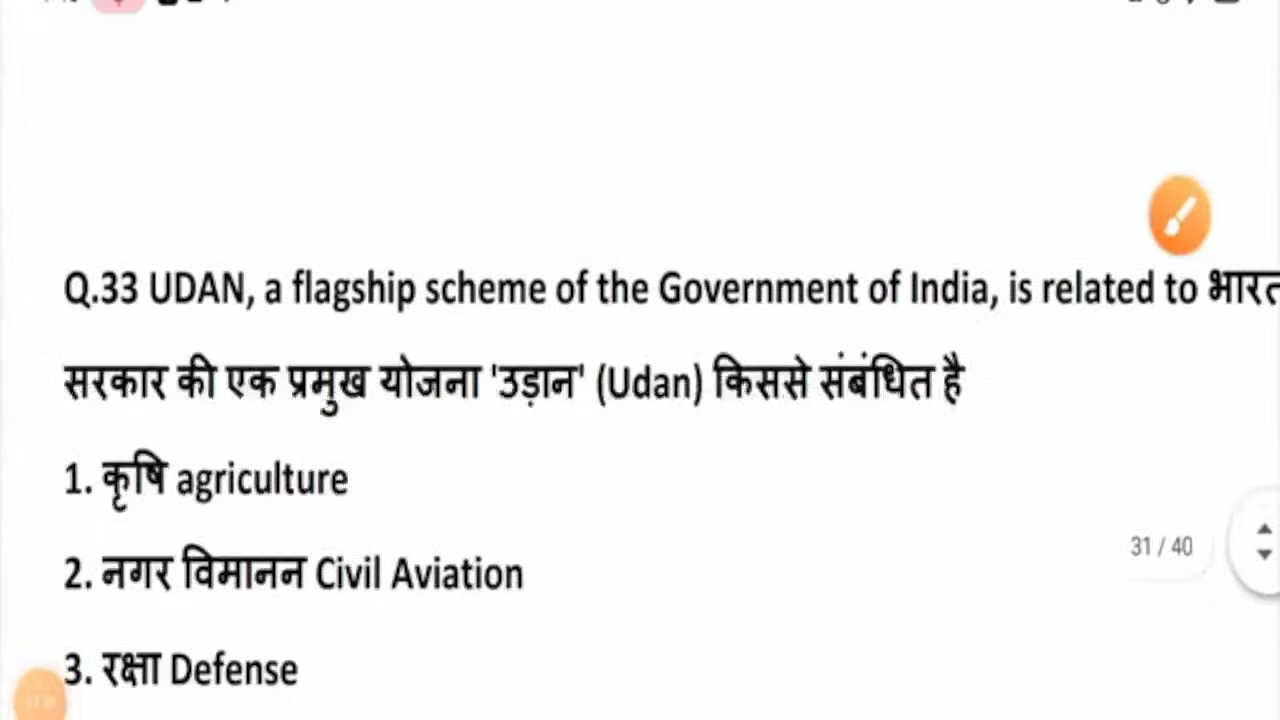 Q.33 UDAN, a flagship scheme of the Government of India, is related to भारत
सरकार की एक प्रमुख योजना 'उड़ान' (Udan) किससे संबंधित है
1. कृषि agriculture
2. नगर विमानन Civil Aviation
31 / 40
3. रक्षा Defense